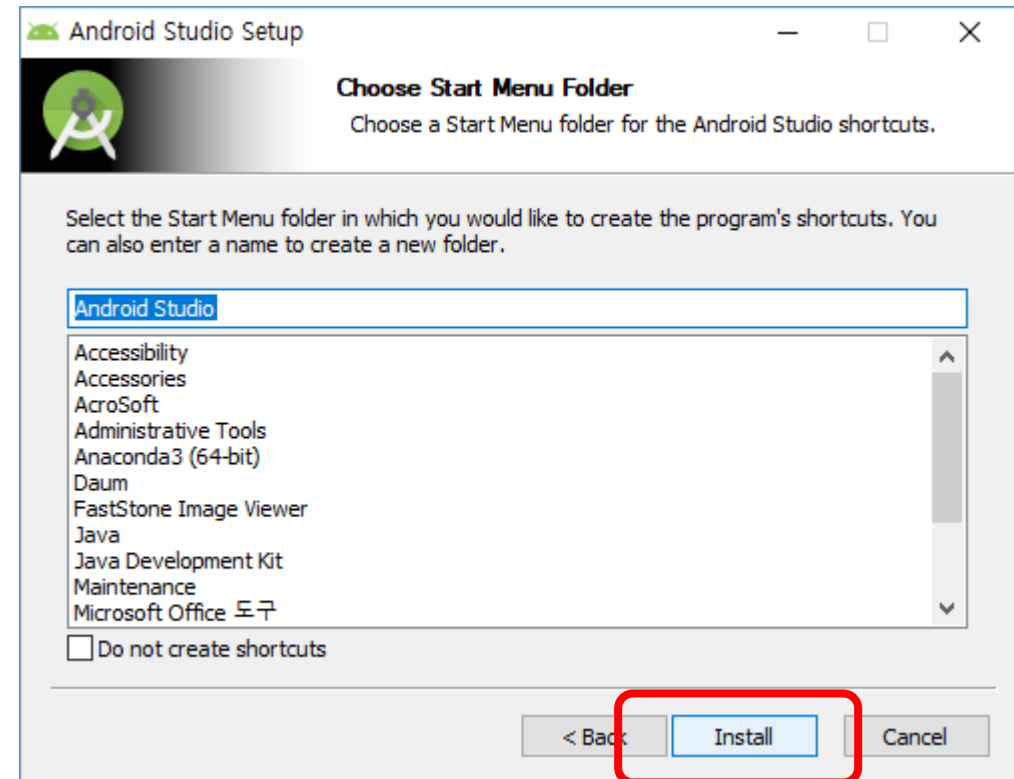 Android Studio Setup
Choose Start Menu Folder
Choose a Start Menu folder for the Android Studio shortcuts.
Select the Start Menu folder in which you would like to create the program's shortcuts. You
can also enter a name to create a new folder.
Android Studio
Accessibility
Accessories
AcroSoft
Administrative Tools
Anaconda3 (64-bit)
Daum
FastStone Image Viewer
Java
Java Development Kit
Maintenance
Microsoft Office 도구
Do not create shortcuts
< Back Install Cancel